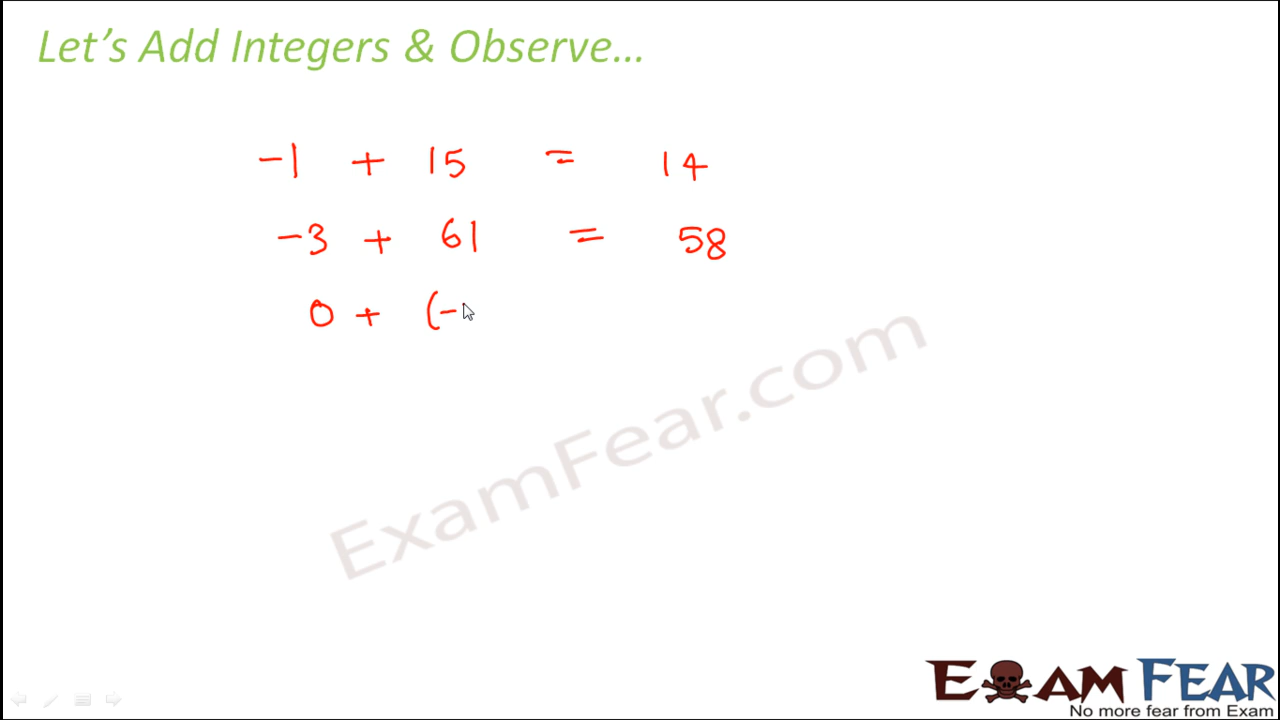 Let's Add Integers & Observe...
-1 + 15 = 14
-3 + 61 = 58
0 + (-
ExamFear.com
EXAM FEAR
No more fear from Exam